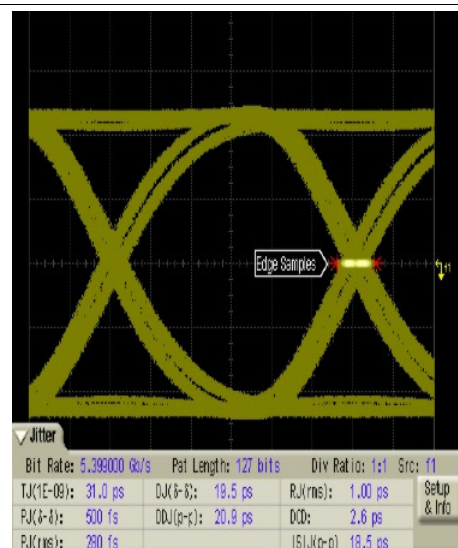 Edge Samples
f1
Jitter
Bit Rate: 5.399000 Gb/s Pat Length: 127 bits Div Ratio: 1:1 Src: f1
TJ(1E-09): 31.0 ps DJ(δ-δ): 19.5 ps RJ(rms): 1.00 ps Setup & Info
PJ(δ-δ): 500 fs DDJ(p-p): 20.9 ps DCD: 2.6 ps
PJ(rms): 280 fs ISI(p-p) 18.5 ps